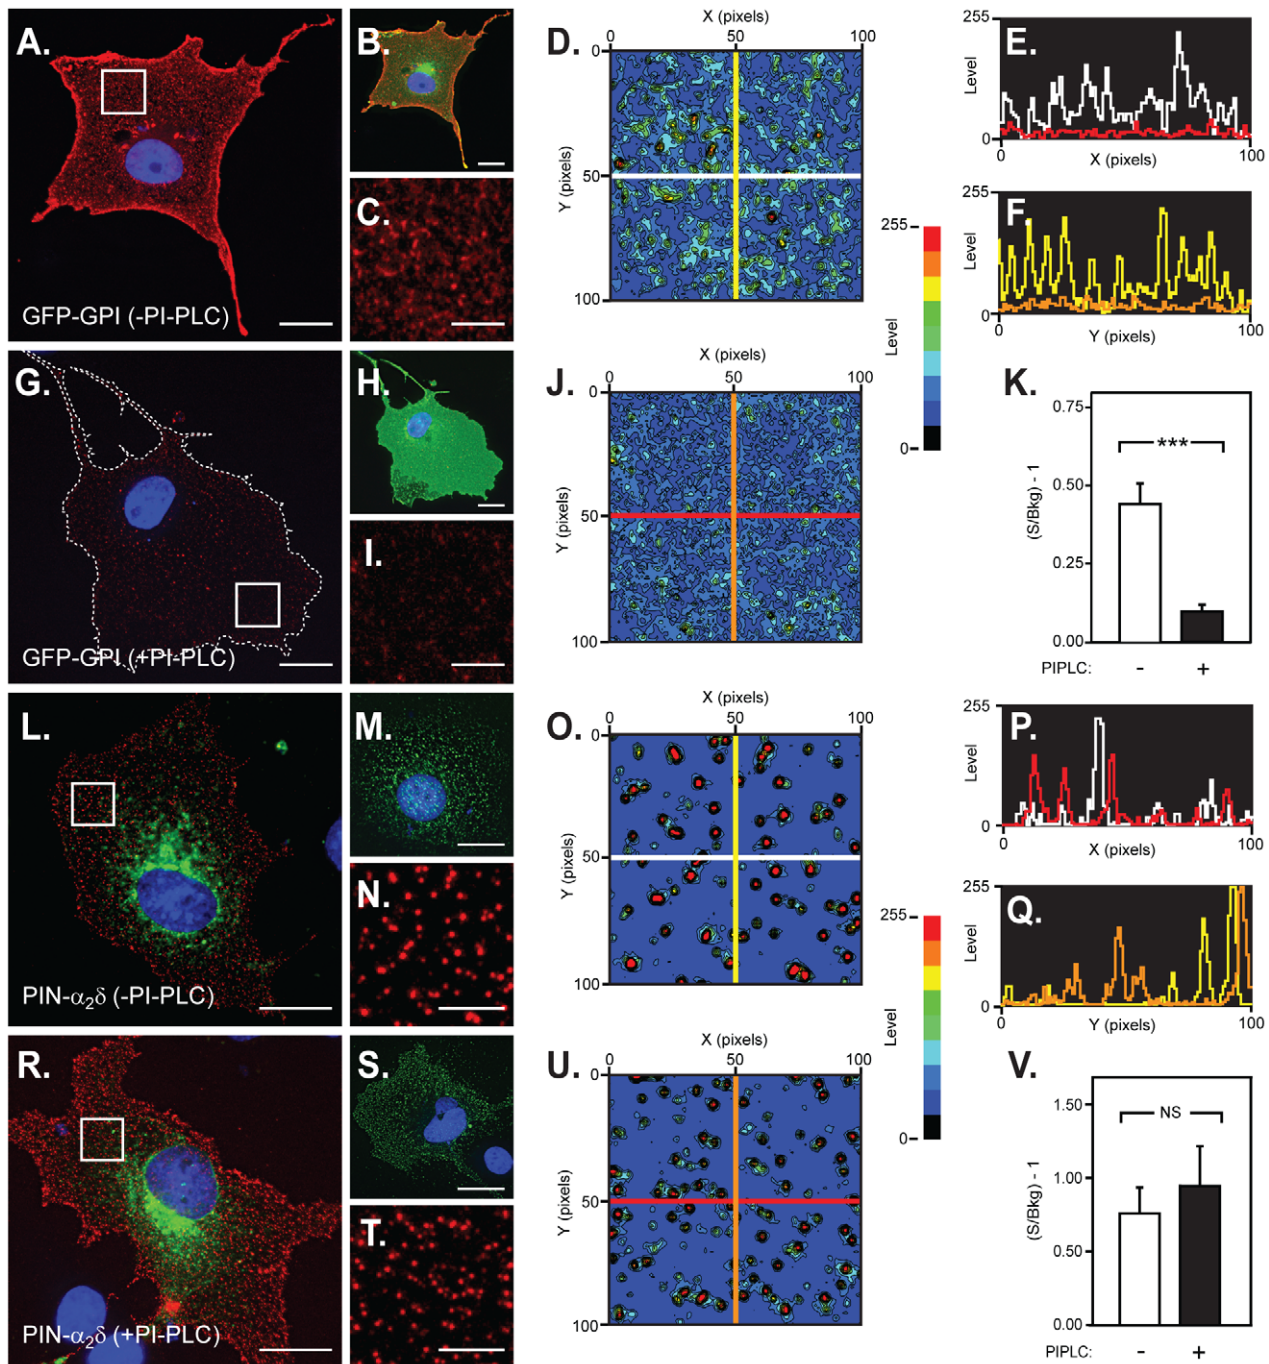 A.
GFP-GPI (-PI-PLC)
B.
C.
D.
X (pixels)
0 50 100
0
50
100
Y (pixels)
255
0
Level
E.
255
0
Level
0 100
X (pixels)
F.
255
0
Level
0 100
Y (pixels)
G.
GFP-GPI (+PI-PLC)
H.
I.
J.
X (pixels)
0 50 100
0
50
100
Y (pixels)
K.
0.75
0.50
0.25
0.00
(S/Bkg) - 1
***
PIPLC: - +
L.
PIN-α₂δ (-PI-PLC)
M.
N.
O.
X (pixels)
0 50 100
0
50
100
Y (pixels)
255
0
Level
P.
255
0
Level
0 100
X (pixels)
Q.
255
0
Level
0 100
Y (pixels)
R.
PIN-α₂δ (+PI-PLC)
S.
T.
U.
X (pixels)
0 50 100
0
50
100
Y (pixels)
V.
1.50
1.00
0.50
0.00
(S/Bkg) - 1
NS
PIPLC: - +